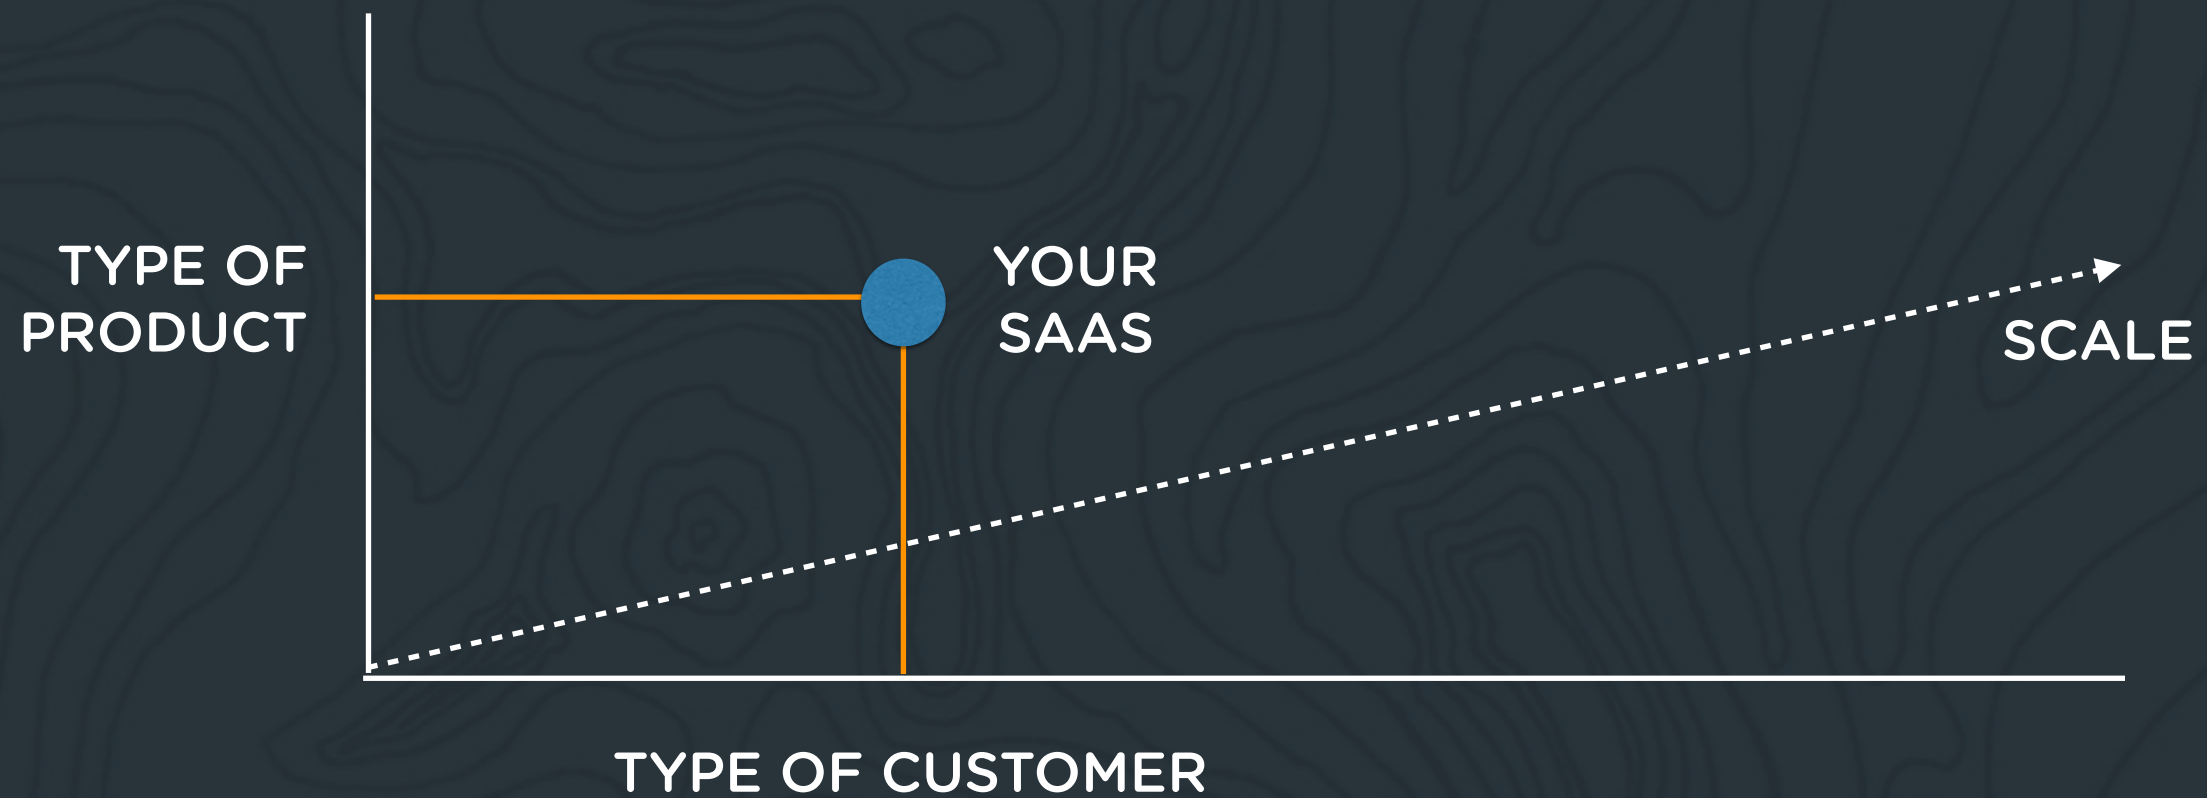 TYPE OF
PRODUCT
YOUR
SAAS
SCALE
TYPE OF CUSTOMER